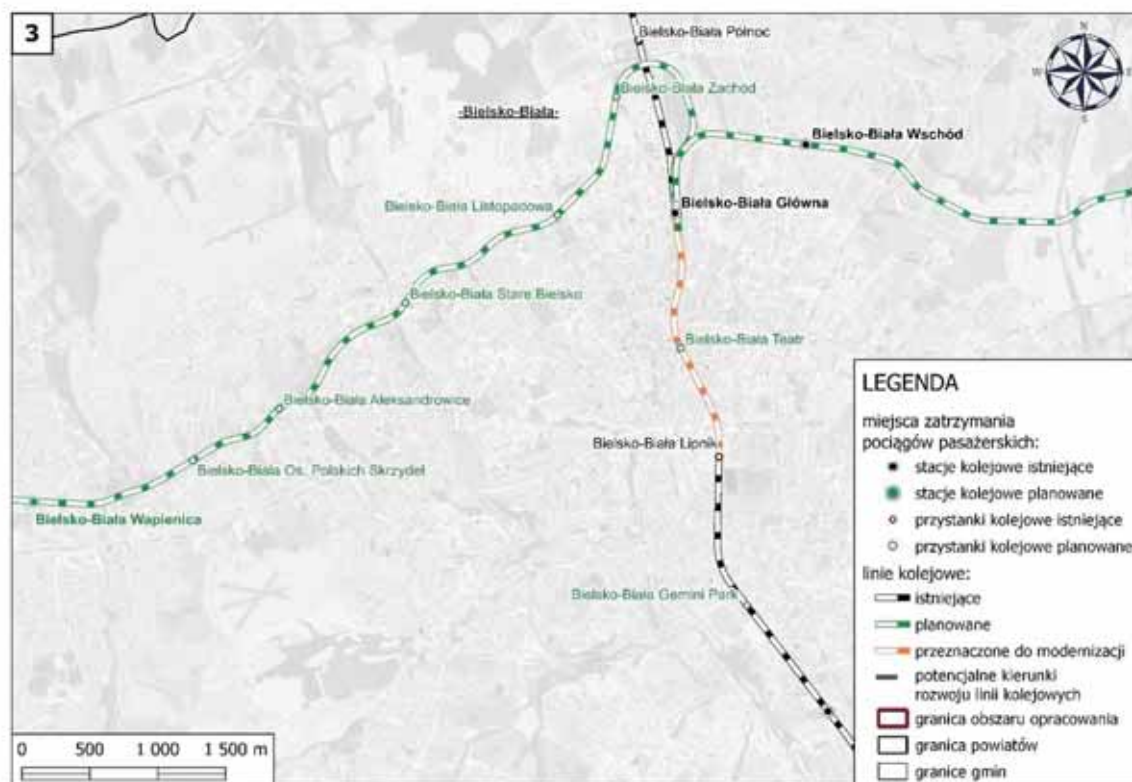 3
N
W
E
S
Bielsko-Biała Północ
Bielsko-Biała Zachód
-Bielsko-Biała-
Bielsko-Biała Wschód
Bielsko-Biała Listopadowa
Bielsko-Biała Główna
Bielsko-Biała Stare Bielsko
Bielsko-Biała Teatr
Bielsko-Biała Aleksandrowice
Bielsko-Biała Lipnik
Bielsko-Biała Os. Polskich Skrzydeł
Bielsko-Biała Wapienica
Bielsko-Biała Gemini Park
LEGENDA
miejsca zatrzymania
pociągów pasażerskich:
stacje kolejowe istniejące
stacje kolejowe planowane
przystanki kolejowe istniejące
przystanki kolejowe planowane
linie kolejowe:
istniejące
planowane
przeznaczone do modernizacji
potencjalne kierunki
rozwoju linii kolejowych
granica obszaru opracowania
granica powiatów
granice gmin
0 500 1 000 1 500 m